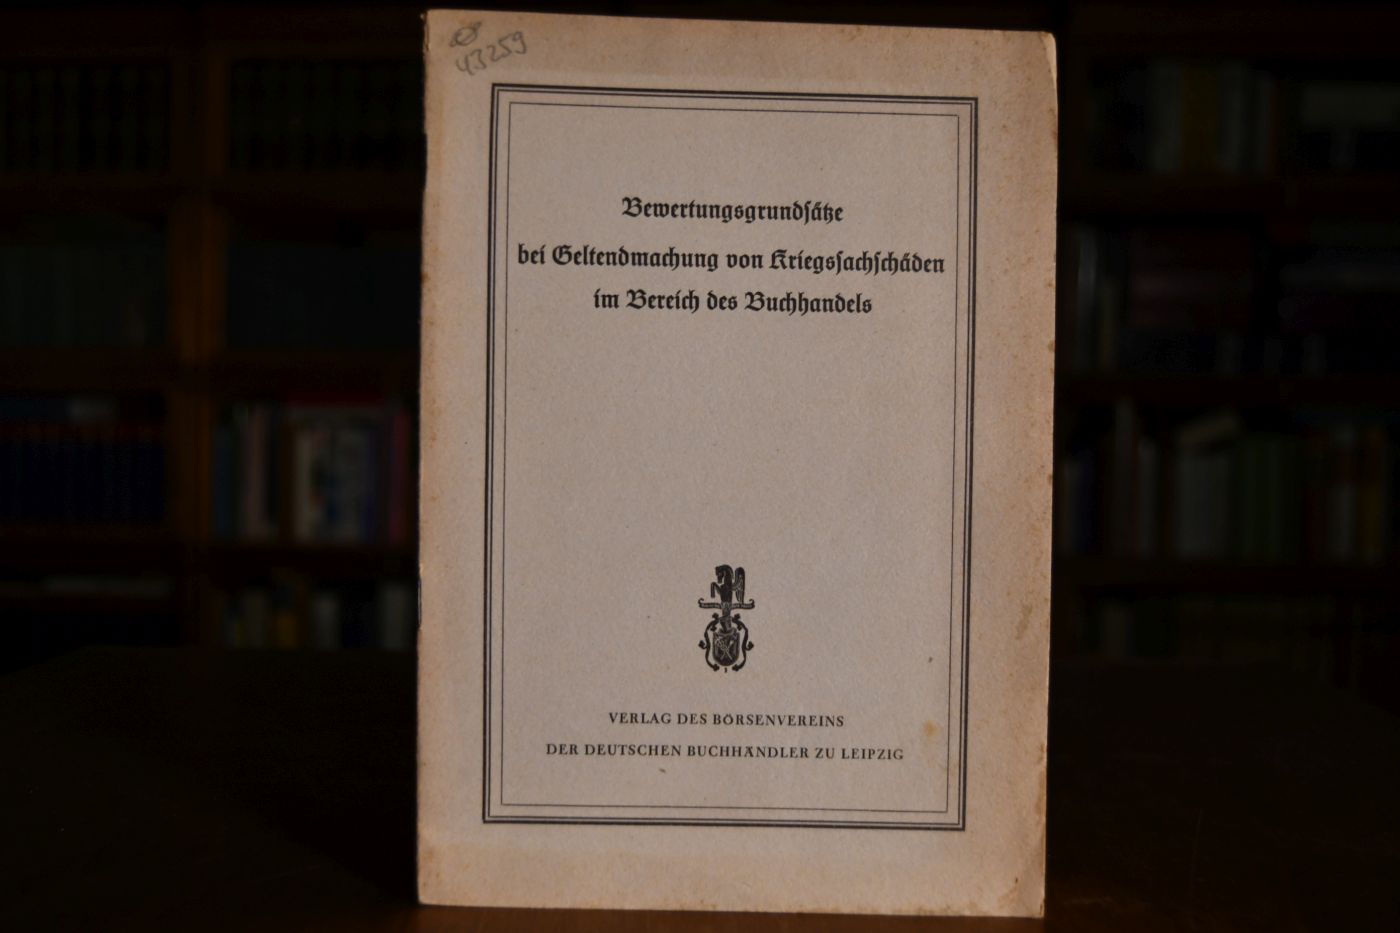 43259
Bewertungsgrundsätze
bei Geltendmachung von Kriegssachschäden
im Bereich des Buchhandels
VERLAG DES BÖRSENVEREINS
DER DEUTSCHEN BUCHHÄNDLER ZU LEIPZIG